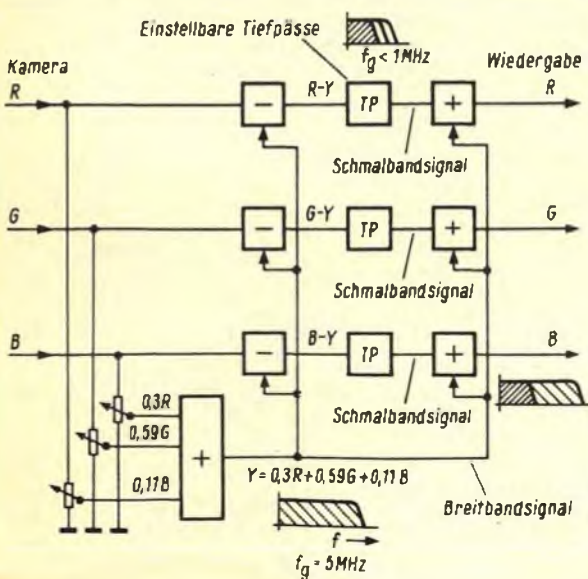 Einstellbare Tiefpässe
f_g < 1MHz
Kamera
Wiedergabe
R
−
R-Y
TP
+
R
Schmalbandsignal
G
−
G-Y
TP
+
G
Schmalbandsignal
B
−
B-Y
TP
+
B
Schmalbandsignal
0,3R
0,59G
0,11B
+
Y = 0,3R+0,59G+0,11B
Breitbandsignal
f
f_g = 5MHz